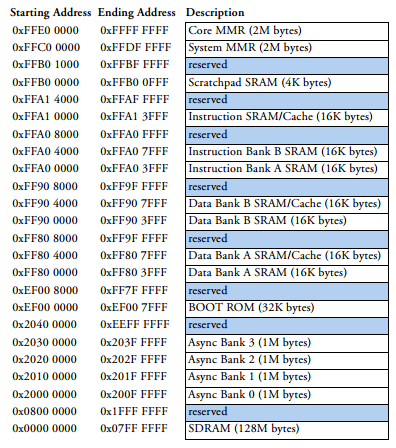 Starting Address Ending Address Description
0xFFE0 0000 0xFFFF FFFF Core MMR (2M bytes)
0xFFC0 0000 0xFFDF FFFF System MMR (2M bytes)
0xFFB0 1000 0xFFBF FFFF reserved
0xFFB0 0000 0xFFB0 0FFF Scratchpad SRAM (4K bytes)
0xFFA1 4000 0xFFAF FFFF reserved
0xFFA1 0000 0xFFA1 3FFF Instruction SRAM/Cache (16K bytes)
0xFFA0 8000 0xFFA0 FFFF reserved
0xFFA0 4000 0xFFA0 7FFF Instruction Bank B SRAM (16K bytes)
0xFFA0 0000 0xFFA0 3FFF Instruction Bank A SRAM (16K bytes)
0xFF90 8000 0xFF9F FFFF reserved
0xFF90 4000 0xFF90 7FFF Data Bank B SRAM/Cache (16K bytes)
0xFF90 0000 0xFF90 3FFF Data Bank B SRAM (16K bytes)
0xFF80 8000 0xFF9F FFFF reserved
0xFF80 4000 0xFF80 7FFF Data Bank A SRAM/Cache (16K bytes)
0xFF80 0000 0xFF80 3FFF Data Bank A SRAM (16K bytes)
0xEF00 8000 0xFF7F FFFF reserved
0xEF00 0000 0xEF00 7FFF BOOT ROM (32K bytes)
0x2040 0000 0xEEFF FFFF reserved
0x2030 0000 0x203F FFFF Async Bank 3 (1M bytes)
0x2020 0000 0x202F FFFF Async Bank 2 (1M bytes)
0x2010 0000 0x201F FFFF Async Bank 1 (1M bytes)
0x2000 0000 0x200F FFFF Async Bank 0 (1M bytes)
0x0800 0000 0x1FFF FFFF reserved
0x0000 0000 0x07FF FFFF SDRAM (128M bytes)